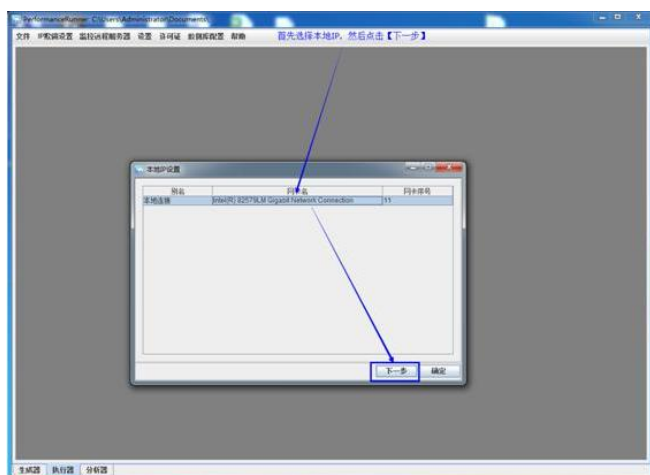 PerformanceRunner C:\Users\Administrator\Documents\
文件 IP欺骗设置 监控远程服务器 设置 许可证 数据库配置 帮助
首先选择本地IP，然后点击【下一步】
本地IP设置
别名 网卡名 网卡序号
本地连接 Intel(R) 82579LM Gigabit Network Connection 11
下一步 确定
生成器 执行器 分析器